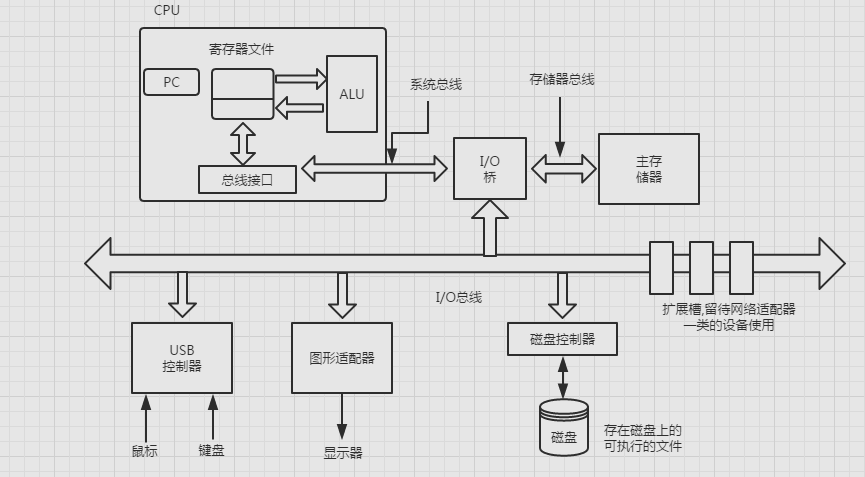 CPU
寄存器文件
PC
ALU
系统总线
存储器总线
I/O
桥
主存
储器
总线接口
I/O总线
扩展槽,留待网络适配器
一类的设备使用
USB
控制器
图形适配器
磁盘控制器
鼠标
键盘
显示器
磁盘
存在磁盘上的
可执行的文件